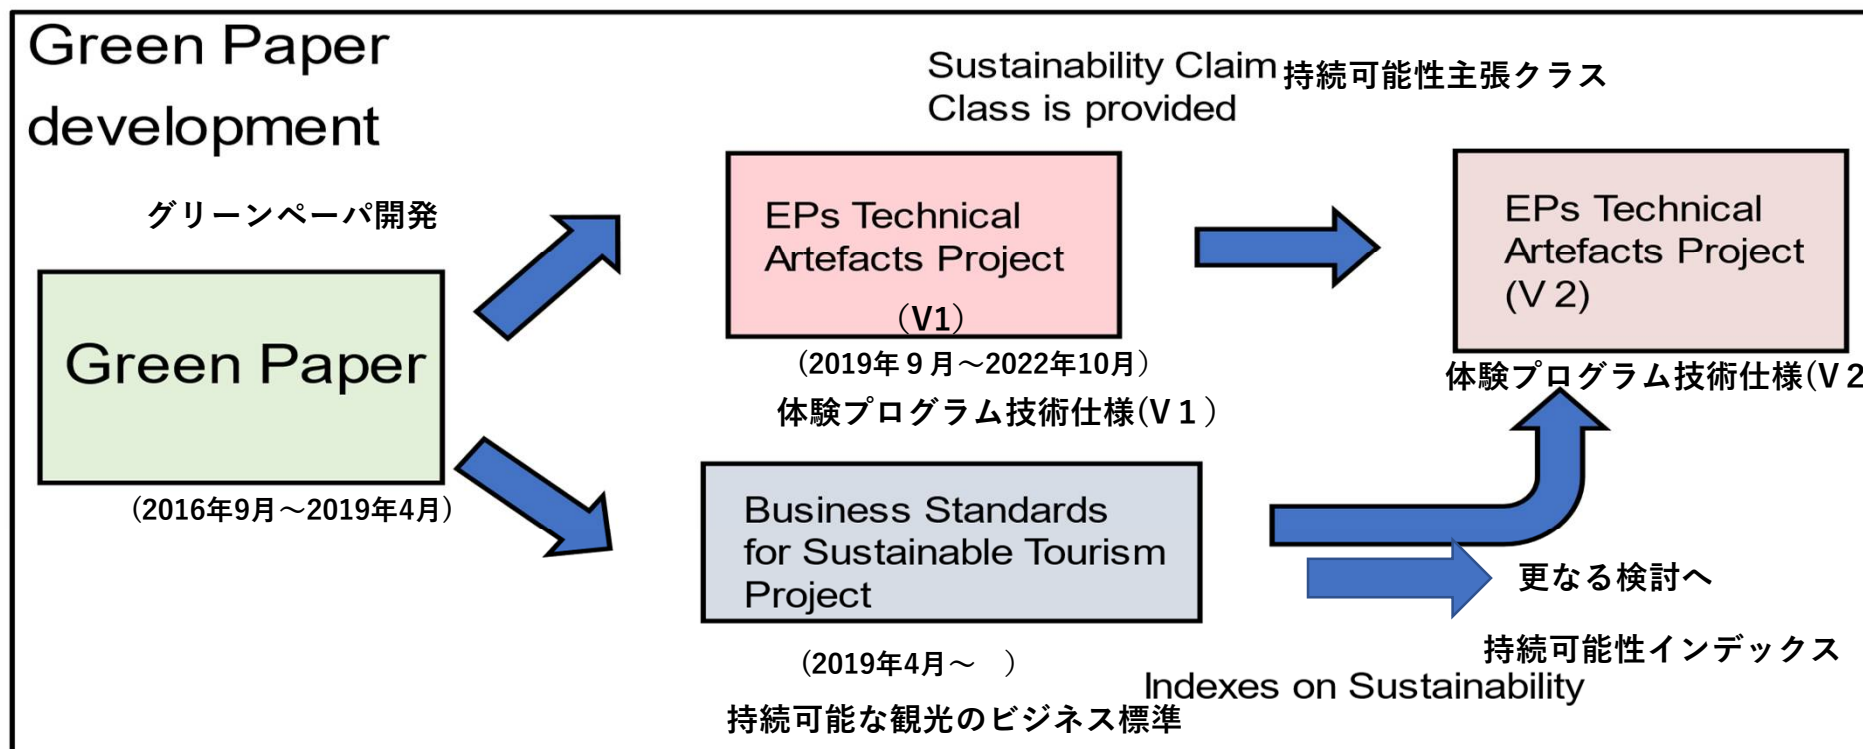 Green Paper
development
グリーンペーパ開発
Green Paper
(2016年9月～2019年4月)
Sustainability Claim
Class is provided
持続可能性主張クラス
EPs Technical
Artefacts Project
(V1)
(2019年９月～2022年10月)
体験プログラム技術仕様(V１)
EPs Technical
Artefacts Project
(V 2)
体験プログラム技術仕様(V 2
Business Standards
for Sustainable Tourism
Project
(2019年4月～　)
持続可能な観光のビジネス標準
更なる検討へ
持続可能性インデックス
Indexes on Sustainability